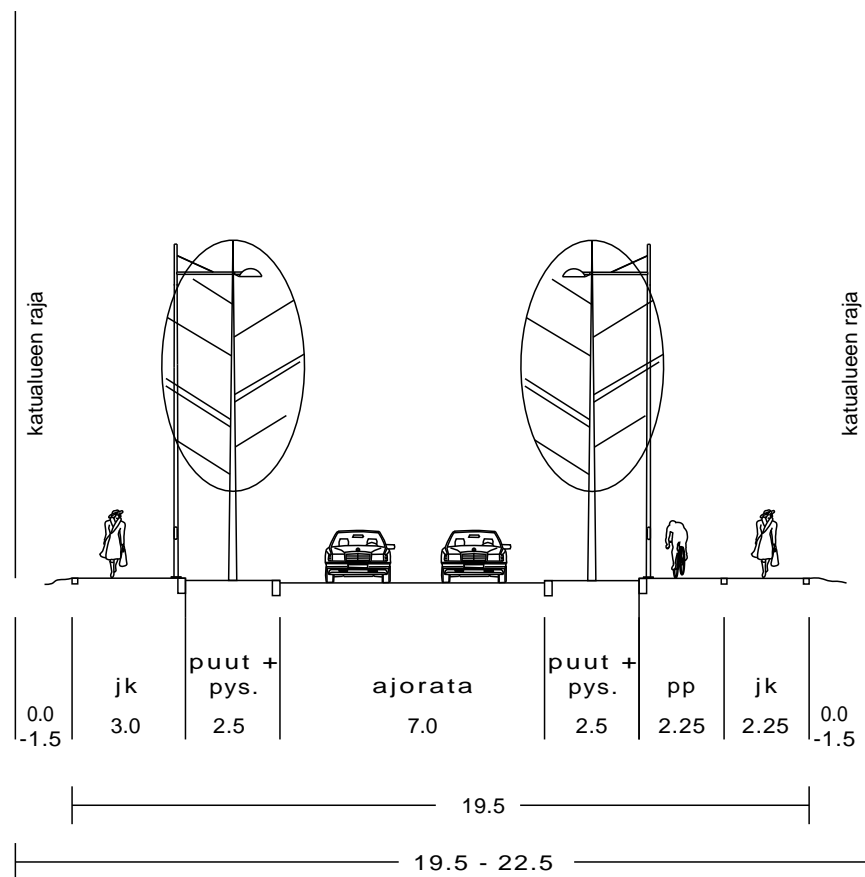 katualueen raja
katualueen raja
0.0
-1.5
jk
3.0
puut +
pys.
2.5
ajorata
7.0
puut +
pys.
2.5
pp
2.25
jk
2.25
0.0
-1.5
19.5
19.5 - 22.5